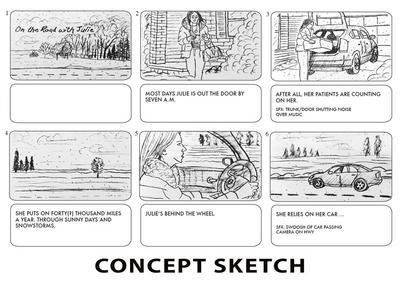 1
On the Road with Julie
2
MOST DAYS JULIE IS OUT THE DOOR BY
SEVEN A.M.
3
AFTER ALL, HER PATIENTS ARE COUNTING
ON HER.
SFX: TRUNK/DOOR SHUTTING NOISE
OVER MUSIC
4
SHE PUTS ON FORTY(?) THOUSAND MILES
A YEAR. THROUGH SUNNY DAYS AND
SNOWSTORMS,
5
JULIE'S BEHIND THE WHEEL
6
SHE RELIES ON HER CAR ...
SFX: SWOOSH OF CAR PASSING
CAMERA ON HWY
CONCEPT SKETCH